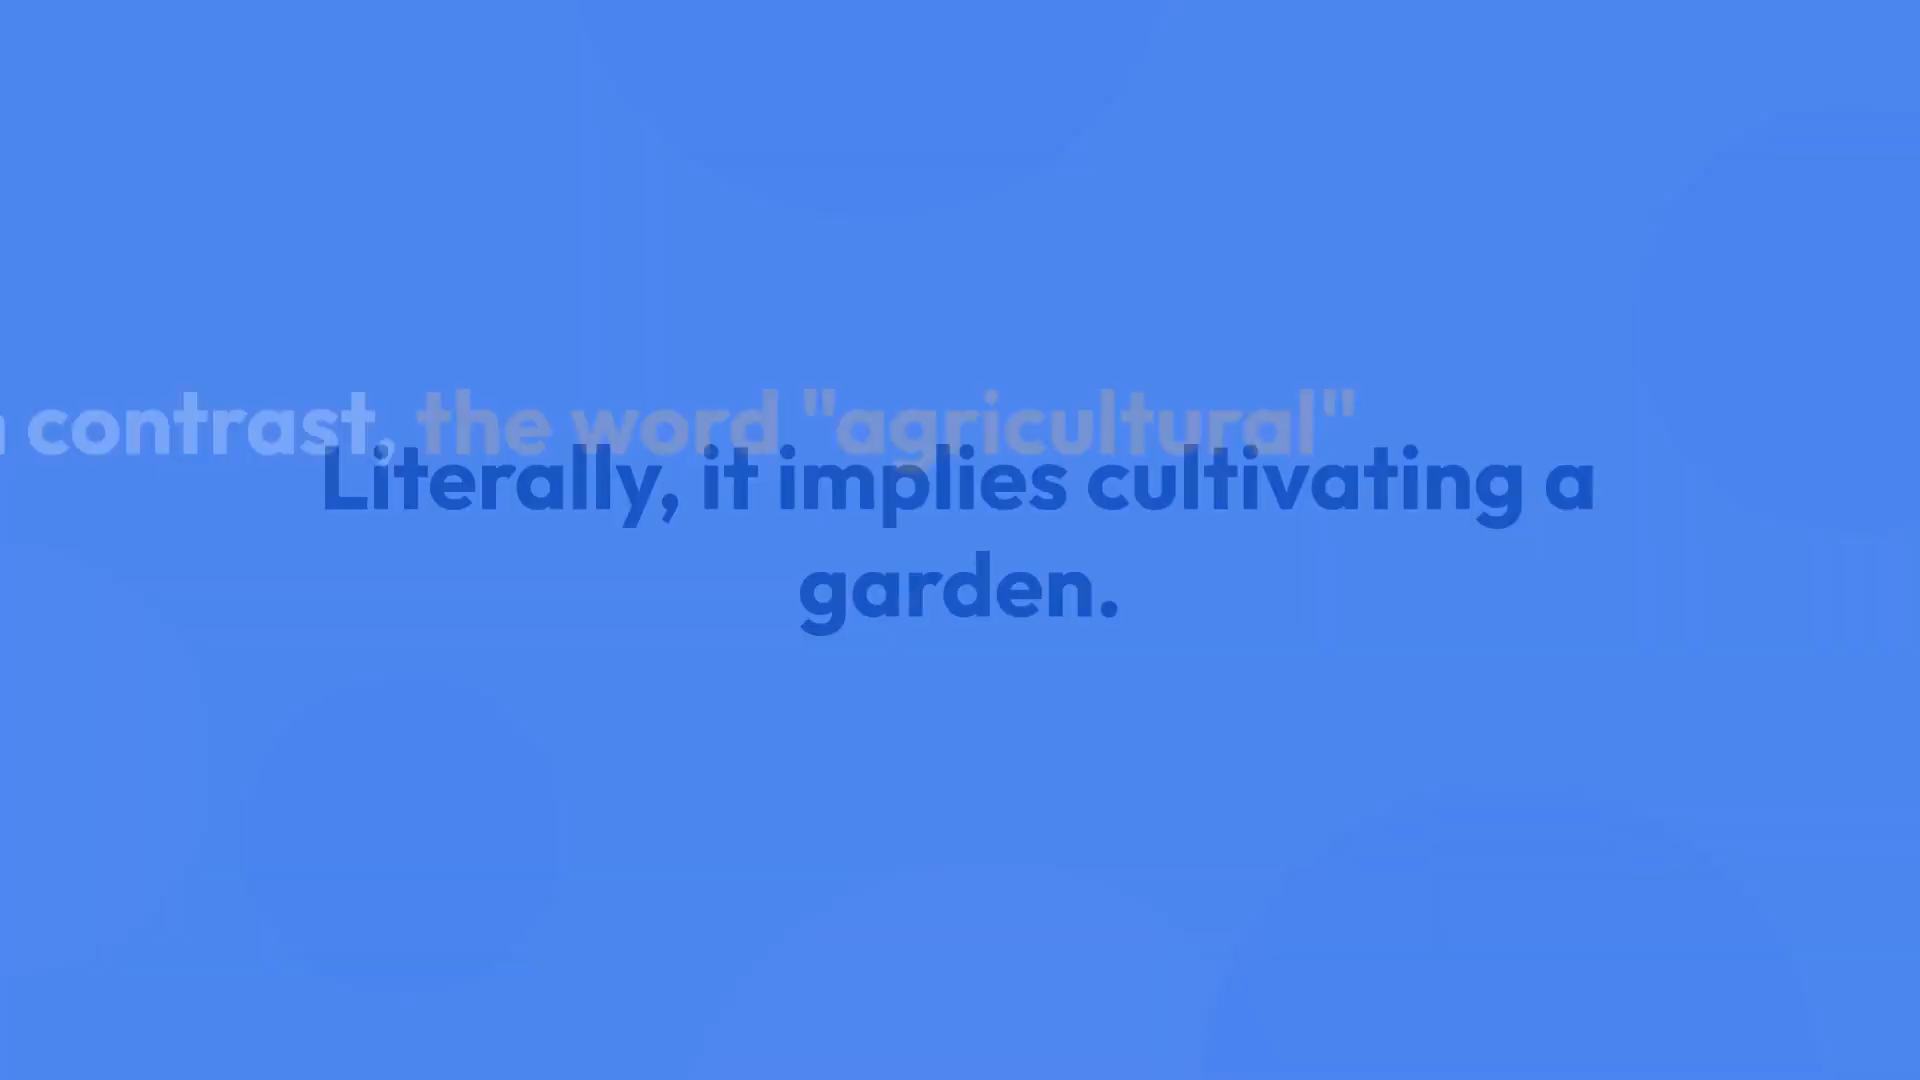 contrast, the word "agricultural"
Literally, it implies cultivating a
garden.